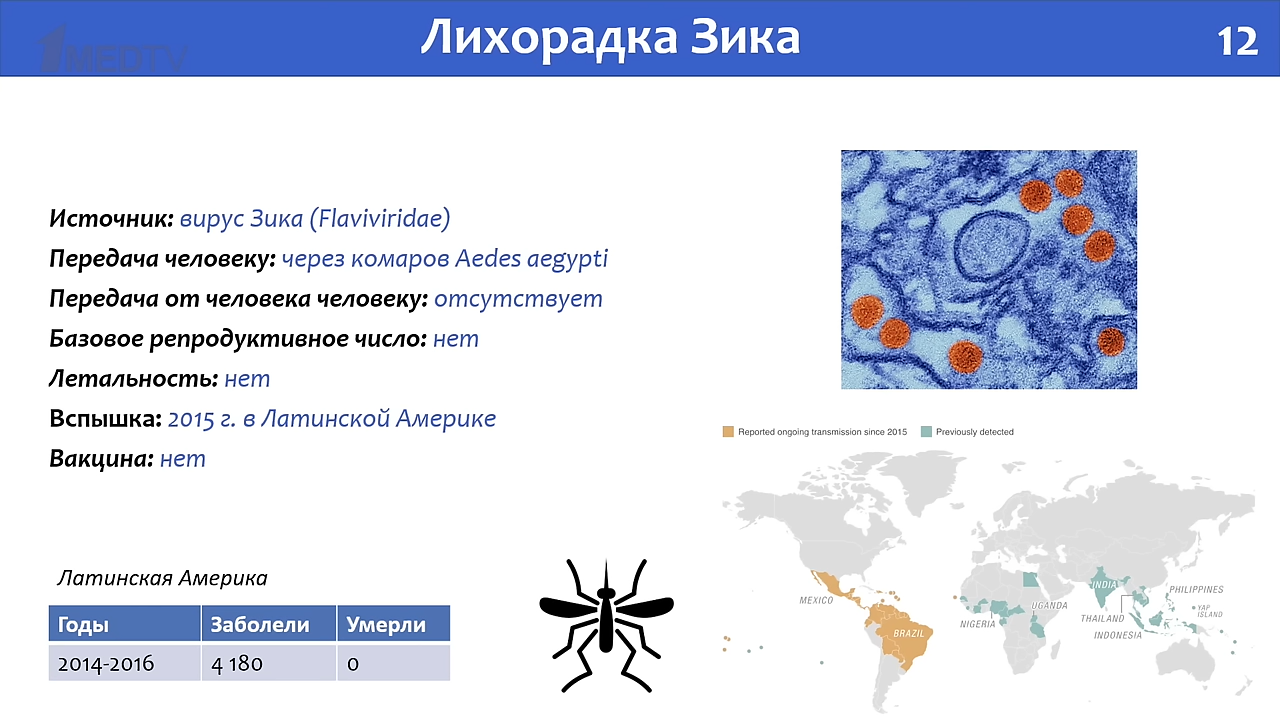 1MEDTV
Лихорадка Зика
12
Источник: вирус Зика (Flaviviridae)
Передача человеку: через комаров Aedes aegypti
Передача от человека человеку: отсутствует
Базовое репродуктивное число: нет
Летальность: нет
Вспышка: 2015 г. в Латинской Америке
Вакцина: нет
Reported ongoing transmission since 2015
Previously detected
MEXICO
BRAZIL
NIGERIA
UGANDA
INDIA
THAILAND
INDONESIA
PHILIPPINES
YAP
ISLAND
Латинская Америка
Годы Заболели Умерли
2014-2016 4 180 0